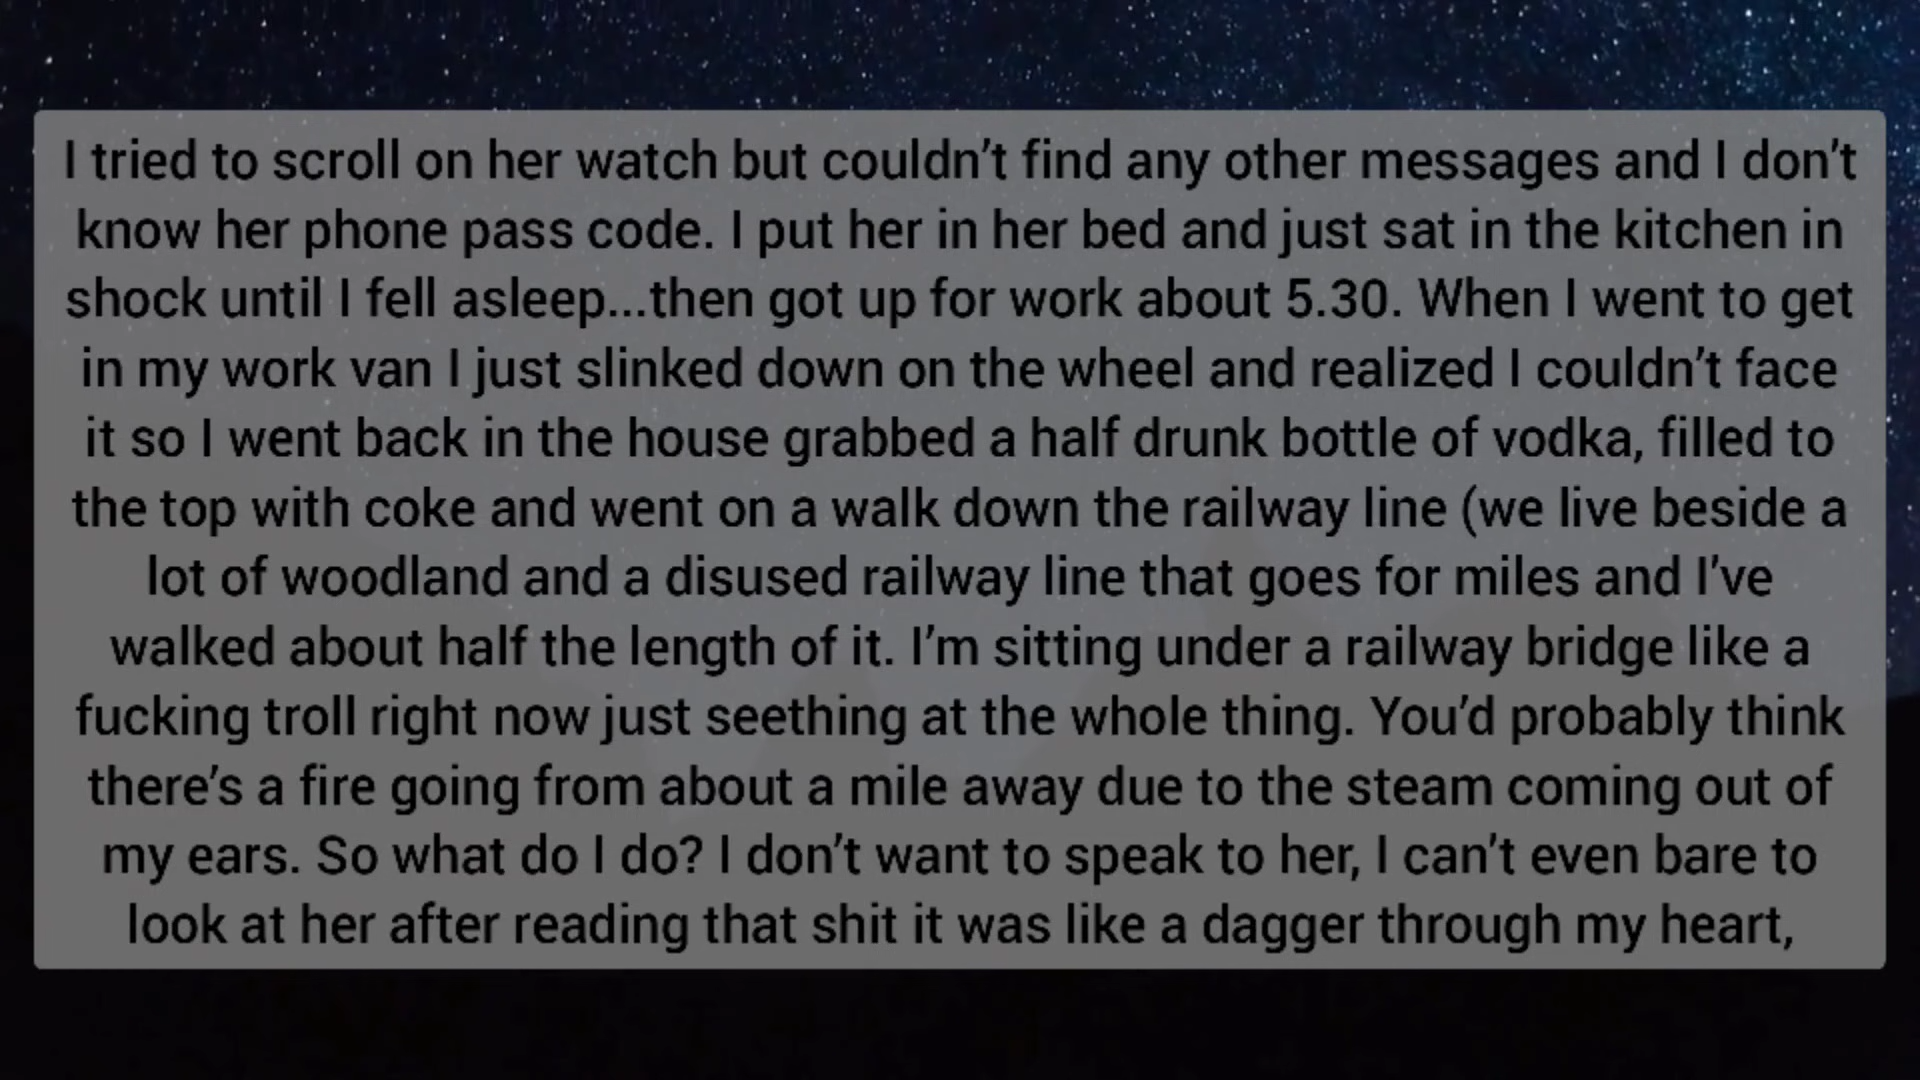 I tried to scroll on her watch but couldn’t find any other messages and I don’t
know her phone pass code. I put her in her bed and just sat in the kitchen in
shock until I fell asleep...then got up for work about 5.30. When I went to get
in my work van I just slinked down on the wheel and realized I couldn’t face
it so I went back in the house grabbed a half drunk bottle of vodka, filled to
the top with coke and went on a walk down the railway line (we live beside a
lot of woodland and a disused railway line that goes for miles and I’ve
walked about half the length of it. I’m sitting under a railway bridge like a
fucking troll right now just seething at the whole thing. You’d probably think
there’s a fire going from about a mile away due to the steam coming out of
my ears. So what do I do? I don’t want to speak to her, I can’t even bare to
look at her after reading that shit it was like a dagger through my heart,